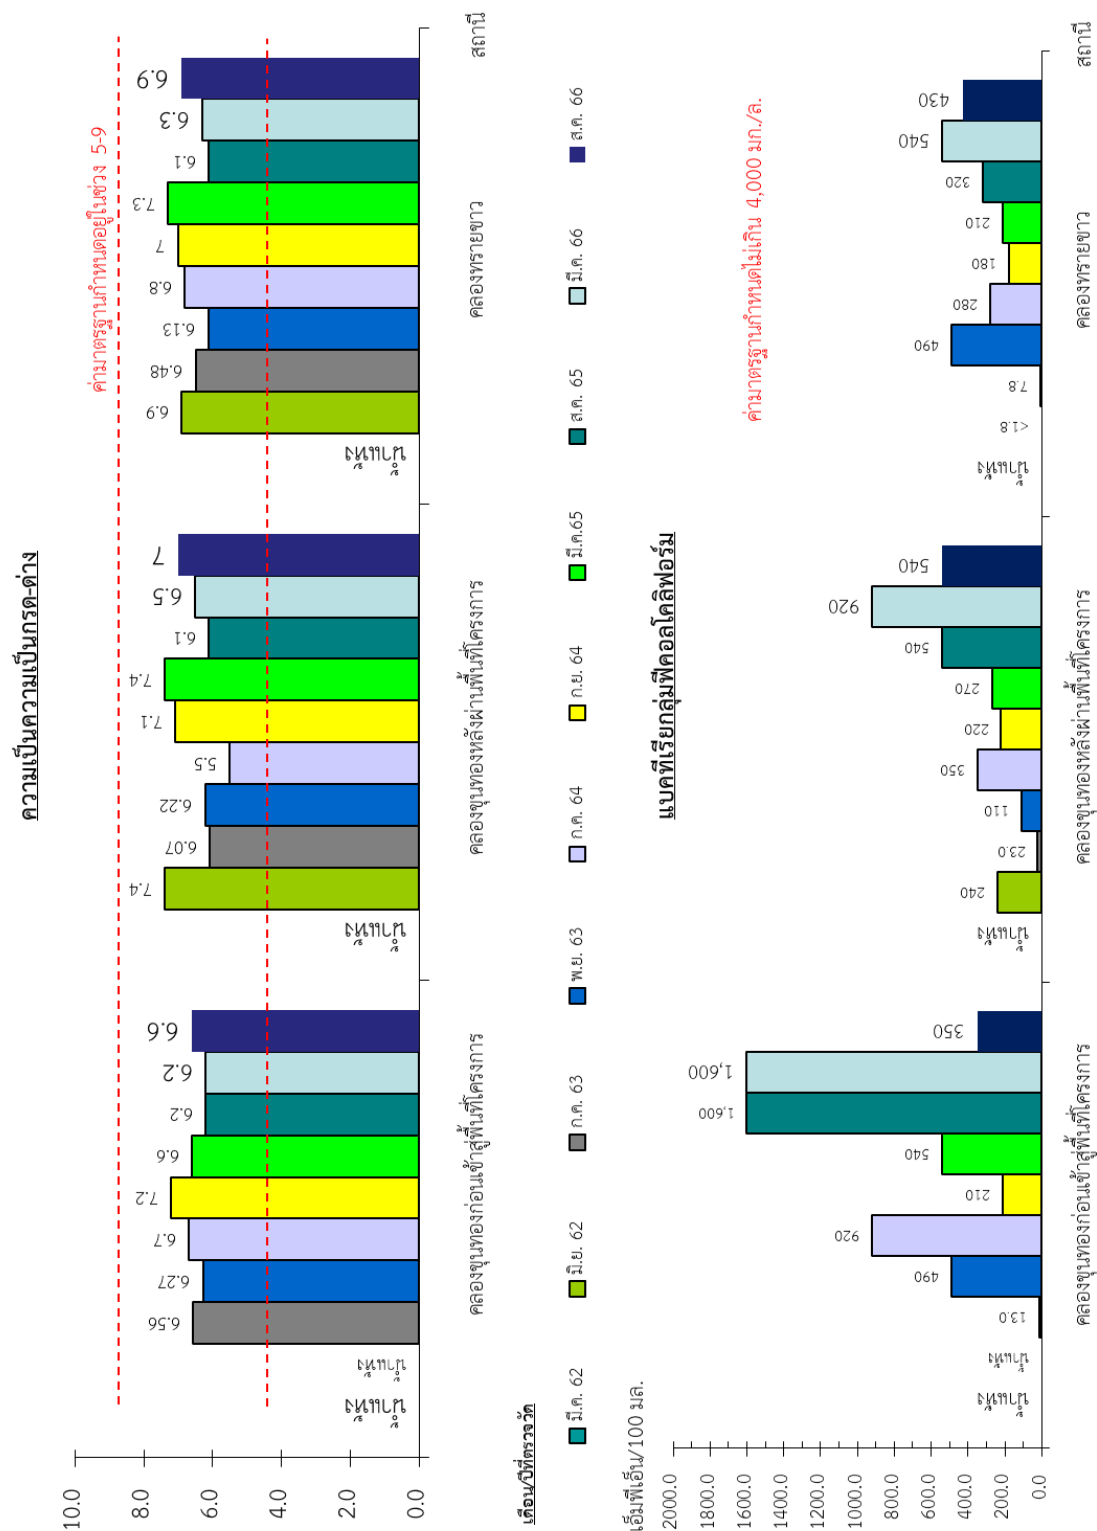 ความเป็นความเป็นกรด-ด่าง
ค่ามาตรฐานกำหนดอยู่ในช่วง 5-9
10.0
8.0
6.0
4.0
2.0
0.0
น้ำแห้ง
น้ำแห้ง
6.56
6.27
6.7
7.2
6.6
6.2
6.2
6.6
น้ำแห้ง
7.4
6.07
6.22
5.5
7.1
7.4
6.1
6.5
7
น้ำแห้ง
6.9
6.48
6.13
6.8
7
7.3
6.1
6.3
6.9
คลองขุนทองก่อนเข้าสู่พื้นที่โครงการ
คลองขุนทองหลังผ่านพื้นที่โครงการ
คลองทรายขาว
สถานี
เดือน/ปีที่ตรวจวัด
มี.ค. 62
มิ.ย. 62
ก.ค. 63
พ.ย. 63
ก.ค. 64
ก.ย. 64
มี.ค.65
ส.ค. 65
มี.ค. 66
ส.ค. 66
เอ็มพีเอ็น/100 มล.
แบคทีเรียกลุ่มฟีคอลโคลิฟอร์ม
ค่ามาตรฐานกำหนดไม่เกิน 4,000 มก./ล.
2000.0
1800.0
1600.0
1400.0
1200.0
1000.0
800.0
600.0
400.0
200.0
0.0
น้ำแห้ง
น้ำแห้ง
13.0
490
920
210
540
1,600
1,600
350
น้ำแห้ง
240
23.0
110
350
220
270
540
920
540
น้ำแห้ง
<1.8
7.8
490
280
180
210
320
540
430
คลองขุนทองก่อนเข้าสู่พื้นที่โครงการ
คลองขุนทองหลังผ่านพื้นที่โครงการ
คลองทรายขาว
สถานี